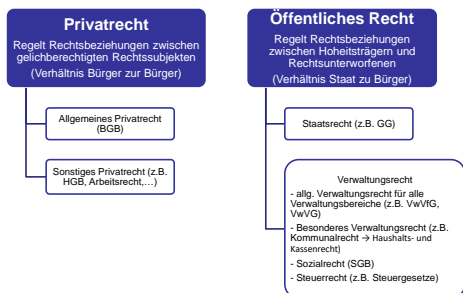 Privatrecht
Regelt Rechtsbeziehungen zwischen
gelichberechtigten Rechtssubjekten
(Verhältnis Bürger zur Bürger)
Allgemeines Privatrecht
(BGB)
Sonstiges Privatrecht (z.B.
HGB, Arbeitsrecht,...)
Öffentliches Recht
Regelt Rechtsbeziehungen
zwischen Hoheitsträgern und
Rechtsunterworfenen
(Verhältnis Staat zu Bürger)
Staatsrecht (z.B. GG)
Verwaltungsrecht
- allg. Verwaltungsrecht für alle
Verwaltungsbereiche (z.B. VwVfG,
VwVG)
- Besonderes Verwaltungsrecht (z.B.
Kommunalrecht → Haushalts- und
Kassenrecht)
- Sozialrecht (SGB)
- Steuerrecht (z.B. Steuergesetze)